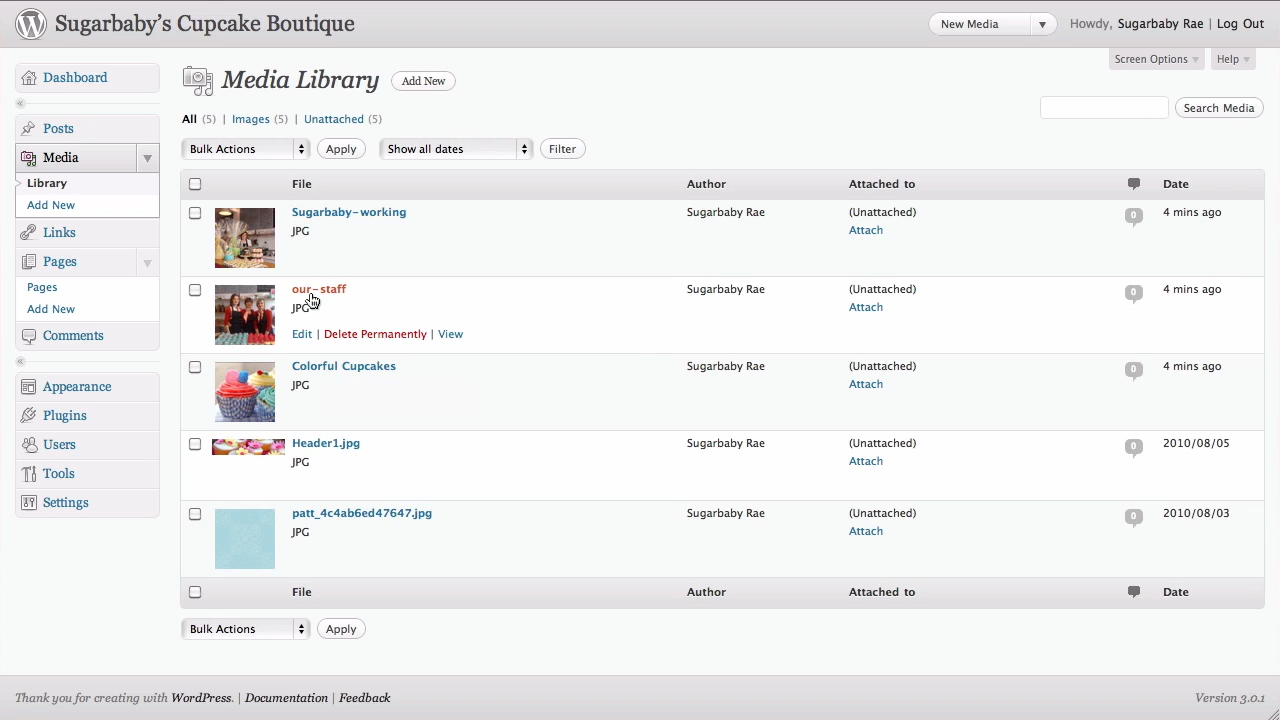 Sugarbaby's Cupcake Boutique
New Media
Howdy, Sugarbaby Rae | Log Out
Screen Options
Help
Dashboard
Posts
Media
Library
Add New
Links
Pages
Pages
Add New
Comments
Appearance
Plugins
Users
Tools
Settings
Media Library
Add New
All (5) | Images (5) | Unattached (5)
Search Media
Bulk Actions Apply Show all dates Filter
File Author Attached to Date
Sugarbaby-working Sugarbaby Rae (Unattached) 0 4 mins ago
JPG Attach
our-staff Sugarbaby Rae (Unattached) 0 4 mins ago
JPG Attach
Edit | Delete Permanently | View
Colorful Cupcakes Sugarbaby Rae (Unattached) 0 4 mins ago
JPG Attach
Header1.jpg Sugarbaby Rae (Unattached) 0 2010/08/05
JPG Attach
patt_4c4ab6ed47647.jpg Sugarbaby Rae (Unattached) 0 2010/08/03
JPG Attach
File Author Attached to Date
Bulk Actions Apply
Thank you for creating with WordPress. | Documentation | Feedback
Version 3.0.1